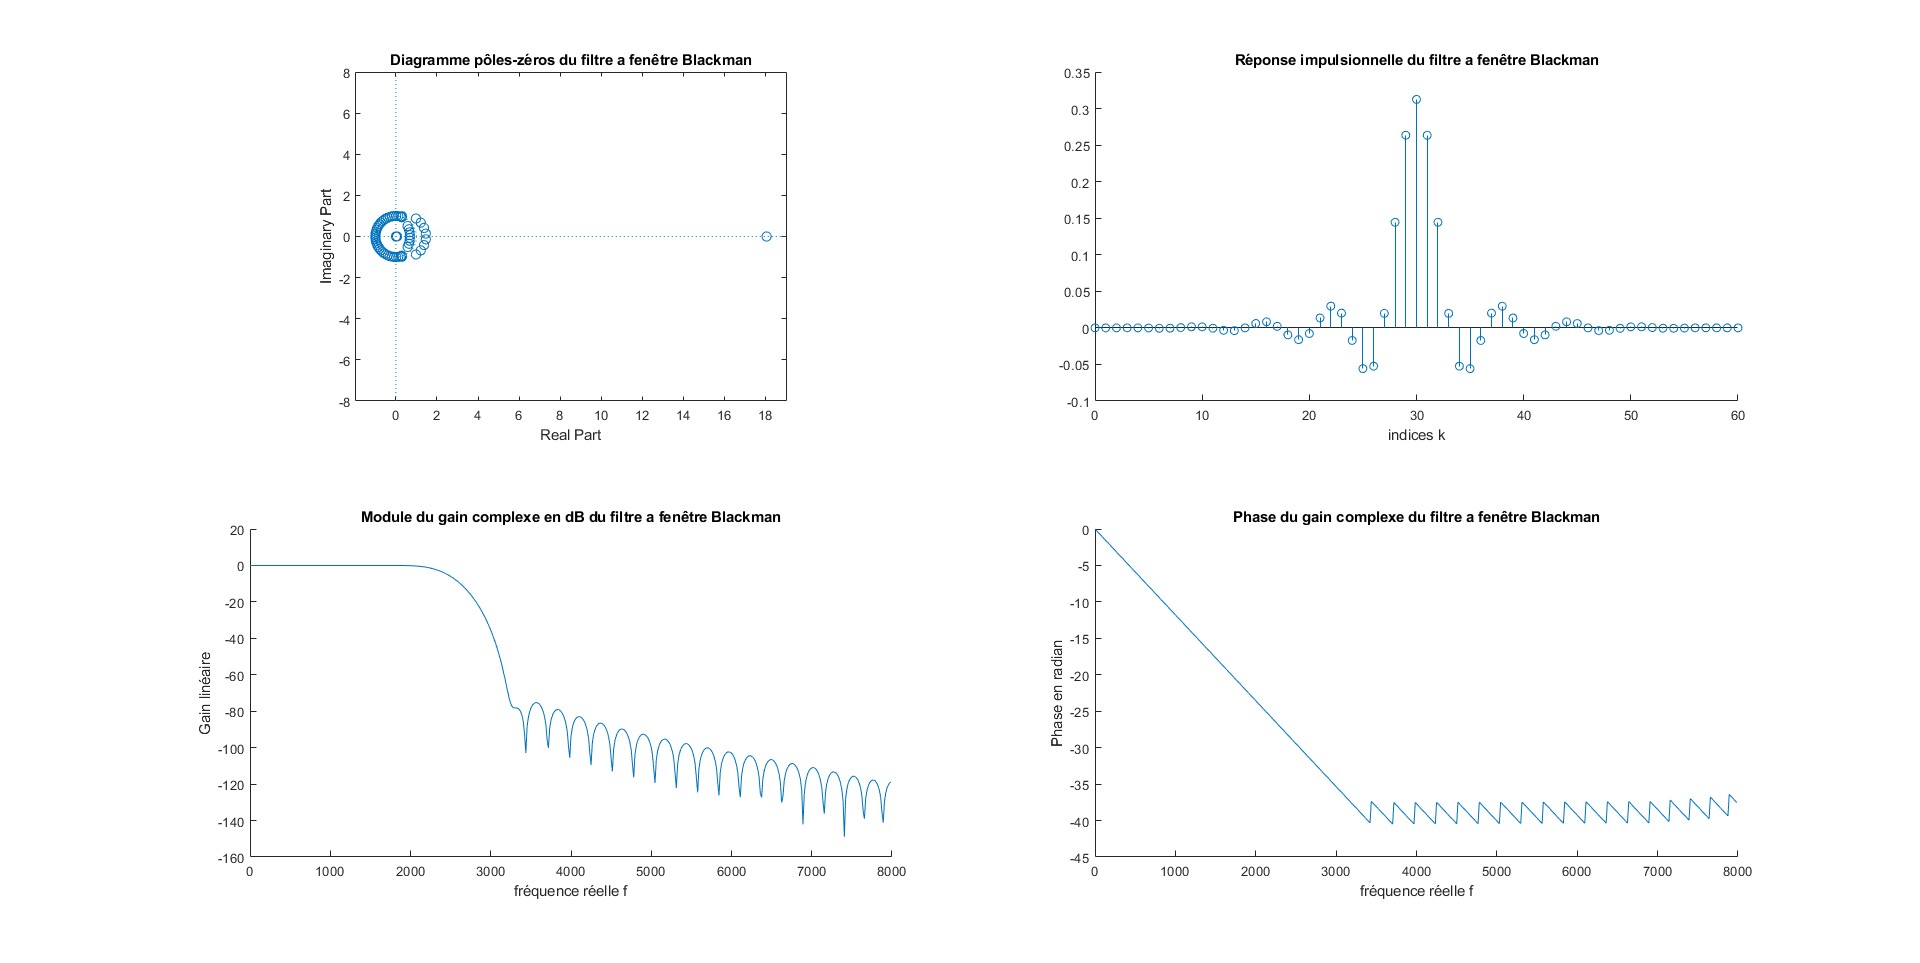 Diagramme pôles-zéros du filtre a fenêtre Blackman
8
6
4
2
0
-2
-4
-6
-8
Imaginary Part
0 2 4 6 8 10 12 14 16 18
Real Part
Réponse impulsionnelle du filtre a fenêtre Blackman
0.35
0.3
0.25
0.2
0.15
0.1
0.05
0
-0.05
-0.1
0 10 20 30 40 50 60
indices k
Module du gain complexe en dB du filtre a fenêtre Blackman
20
0
-20
-40
-60
-80
-100
-120
-140
-160
Gain linéaire
0 1000 2000 3000 4000 5000 6000 7000 8000
fréquence réelle f
Phase du gain complexe du filtre a fenêtre Blackman
0
-5
-10
-15
-20
-25
-30
-35
-40
-45
Phase en radian
0 1000 2000 3000 4000 5000 6000 7000 8000
fréquence réelle f